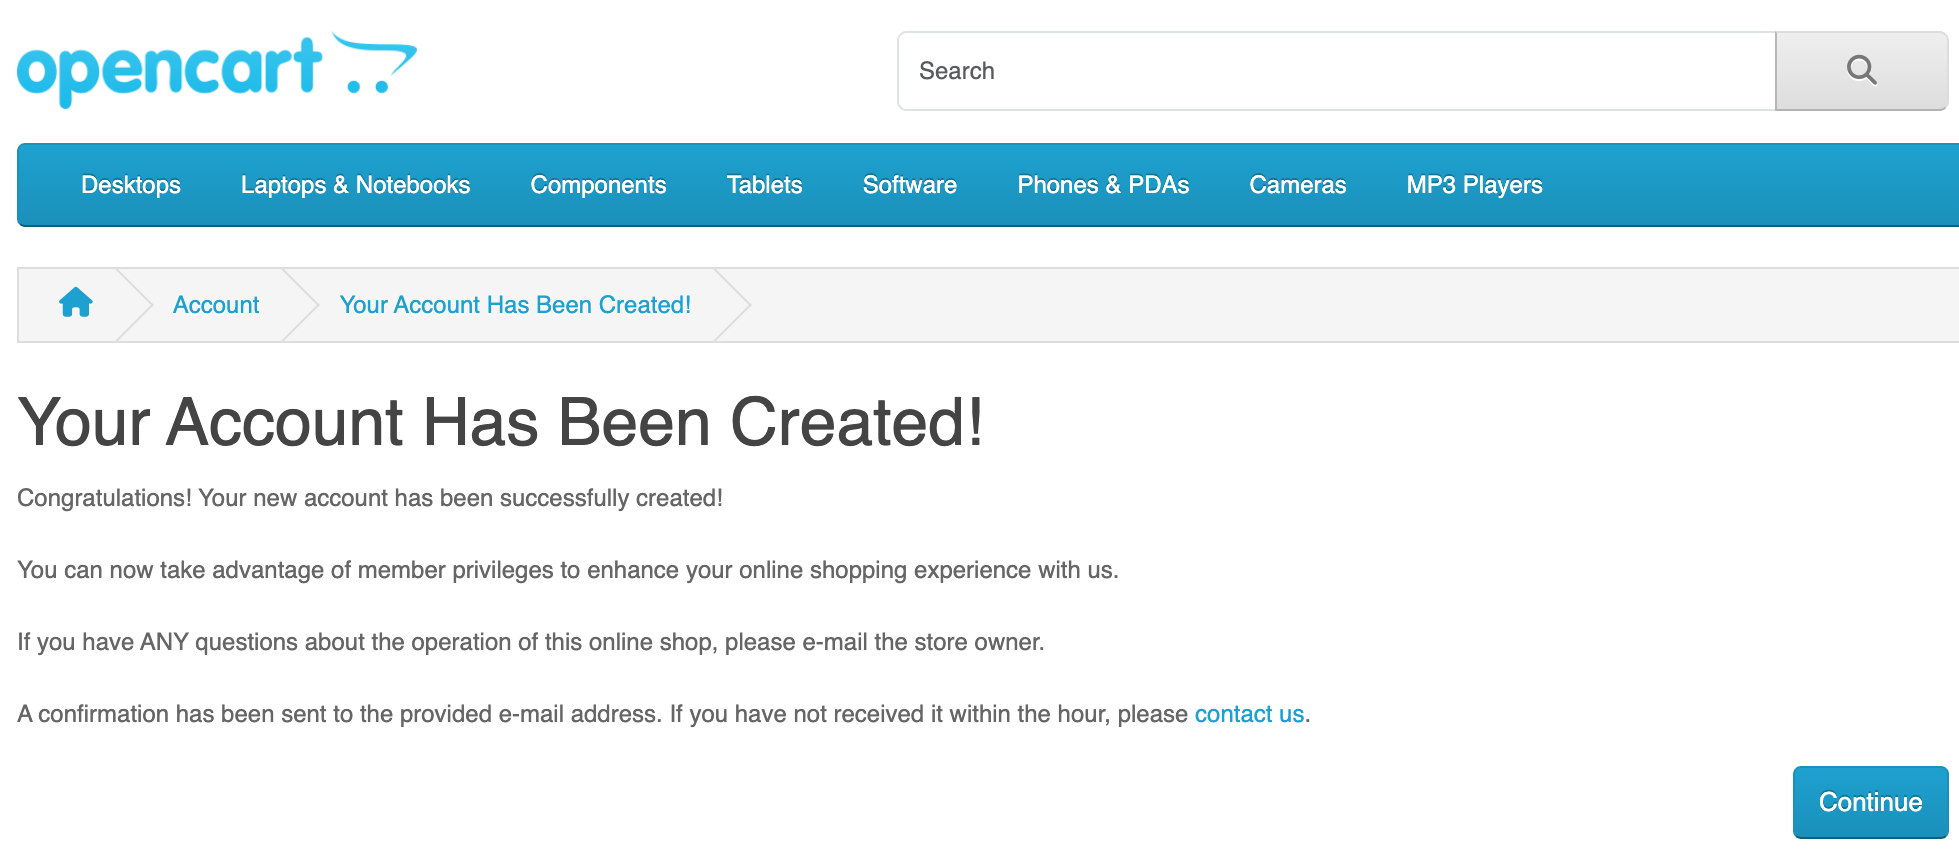 opencart
Search
Desktops Laptops & Notebooks Components Tablets Software Phones & PDAs Cameras MP3 Players
Account Your Account Has Been Created!
Your Account Has Been Created!
Congratulations! Your new account has been successfully created!
You can now take advantage of member privileges to enhance your online shopping experience with us.
If you have ANY questions about the operation of this online shop, please e-mail the store owner.
A confirmation has been sent to the provided e-mail address. If you have not received it within the hour, please contact us.
Continue